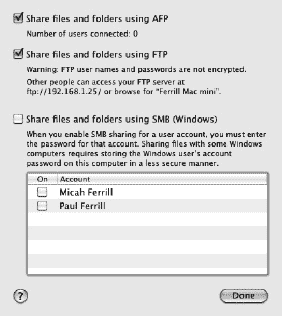 Share files and folders using AFP
Number of users connected: 0
Share files and folders using FTP
Warning: FTP user names and passwords are not encrypted.
Other people can access your FTP server at
ftp://192.168.1.25/ or browse for “Ferrill Mac mini”.
Share files and folders using SMB (Windows)
When you enable SMB sharing for a user account, you must enter
the password for that account. Sharing files with some Windows
computers requires storing the Windows user’s account
password on this computer in a less secure manner.
On Account
Micah Ferrill
Paul Ferrill
? Done